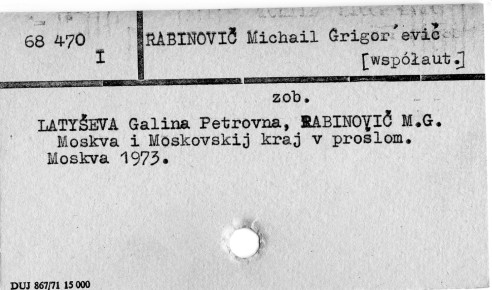 68 470
I
RABINOVIČ Michail Grigor´evič
[współaut.]
zob.
LATYŠEVA Galina Petrovna, RABINOVIČ M.G.
Moskva i Moskovskij kraj v prošlom.
Moskva 1973.
DUJ 867/71 15 000